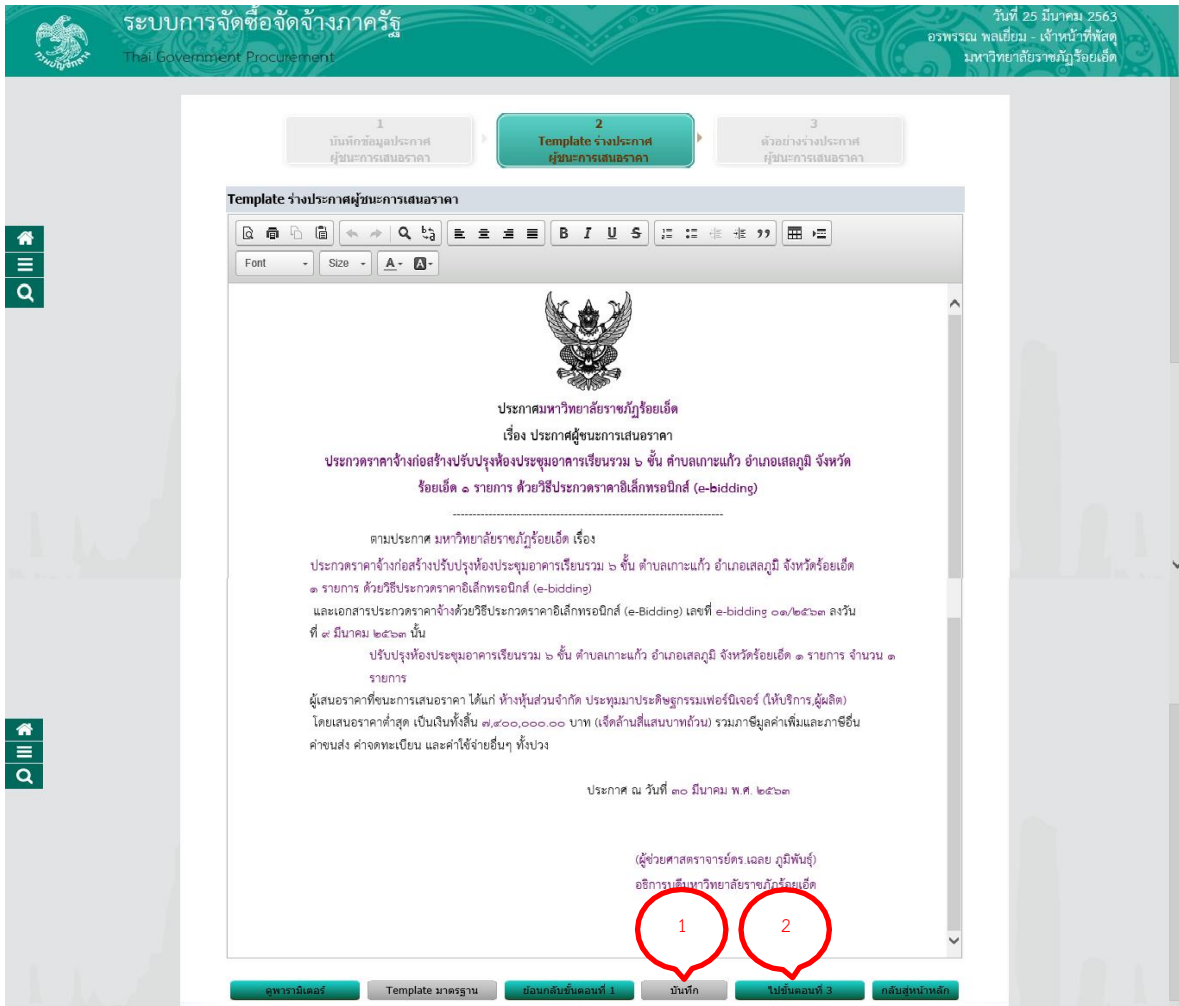 ระบบการจัดซื้อจัดจ้างภาครัฐ
Thai Government Procurement
วันที่ 25 มีนาคม 2563
อรพรรณ พลเยี่ยม - เจ้าหน้าที่พัสดุ
มหาวิทยาลัยราชภัฏร้อยเอ็ด
กรมบัญชีกลาง
1
บันทึกข้อมูลประกาศ
ผู้ชนะการเสนอราคา
2
Template ร่างประกาศ
ผู้ชนะการเสนอราคา
3
ตัวอย่างร่างประกาศ
ผู้ชนะการเสนอราคา
Template ร่างประกาศผู้ชนะการเสนอราคา
B I U S
Font Size A A
ประกาศมหาวิทยาลัยราชภัฏร้อยเอ็ด
เรื่อง ประกาศผู้ชนะการเสนอราคา
ประกวดราคาจ้างก่อสร้างปรับปรุงห้องประชุมอาคารเรียนรวม ๖ ชั้น ตำบลเกาะแก้ว อำเภอเสลภูมิ จังหวัด
ร้อยเอ็ด ๑ รายการ ด้วยวิธีประกวดราคาอิเล็กทรอนิกส์ (e-bidding)
--------------------------------------------------------------------
ตามประกาศ มหาวิทยาลัยราชภัฏร้อยเอ็ด เรื่อง
ประกวดราคาจ้างก่อสร้างปรับปรุงห้องประชุมอาคารเรียนรวม ๖ ชั้น ตำบลเกาะแก้ว อำเภอเสลภูมิ จังหวัดร้อยเอ็ด
๑ รายการ ด้วยวิธีประกวดราคาอิเล็กทรอนิกส์ (e-bidding)
และเอกสารประกวดราคาจ้างด้วยวิธีประกวดราคาอิเล็กทรอนิกส์ (e-Bidding) เลขที่ e-bidding ๐๑/๒๕๖๓ ลงวัน
ที่ ๙ มีนาคม ๒๕๖๓ นั้น
ปรับปรุงห้องประชุมอาคารเรียนรวม ๖ ชั้น ตำบลเกาะแก้ว อำเภอเสลภูมิ จังหวัดร้อยเอ็ด ๑ รายการ จำนวน ๑
รายการ
ผู้เสนอราคาที่ชนะการเสนอราคา ได้แก่ ห้างหุ้นส่วนจำกัด ประทุมมาประดิษฐกรรมเฟอร์นิเจอร์ (ให้บริการ,ผู้ผลิต)
โดยเสนอราคาต่ำสุด เป็นเงินทั้งสิ้น ๗,๔๐๐,๐๐๐.๐๐ บาท (เจ็ดล้านสี่แสนบาทถ้วน) รวมภาษีมูลค่าเพิ่มและภาษีอื่น
ค่าขนส่ง ค่าจดทะเบียน และค่าใช้จ่ายอื่นๆ ทั้งปวง
ประกาศ ณ วันที่ ๓๐ มีนาคม พ.ศ. ๒๕๖๓
(ผู้ช่วยศาสตราจารย์ดร.เฉลย ภูมิพันธุ์)
อธิการบดีมหาวิทยาลัยราชภัฏร้อยเอ็ด
1
2
ดูพารามิเตอร์
Template มาตรฐาน
ย้อนกลับขั้นตอนที่ 1
บันทึก
ไปขั้นตอนที่ 3
กลับสู่หน้าหลัก